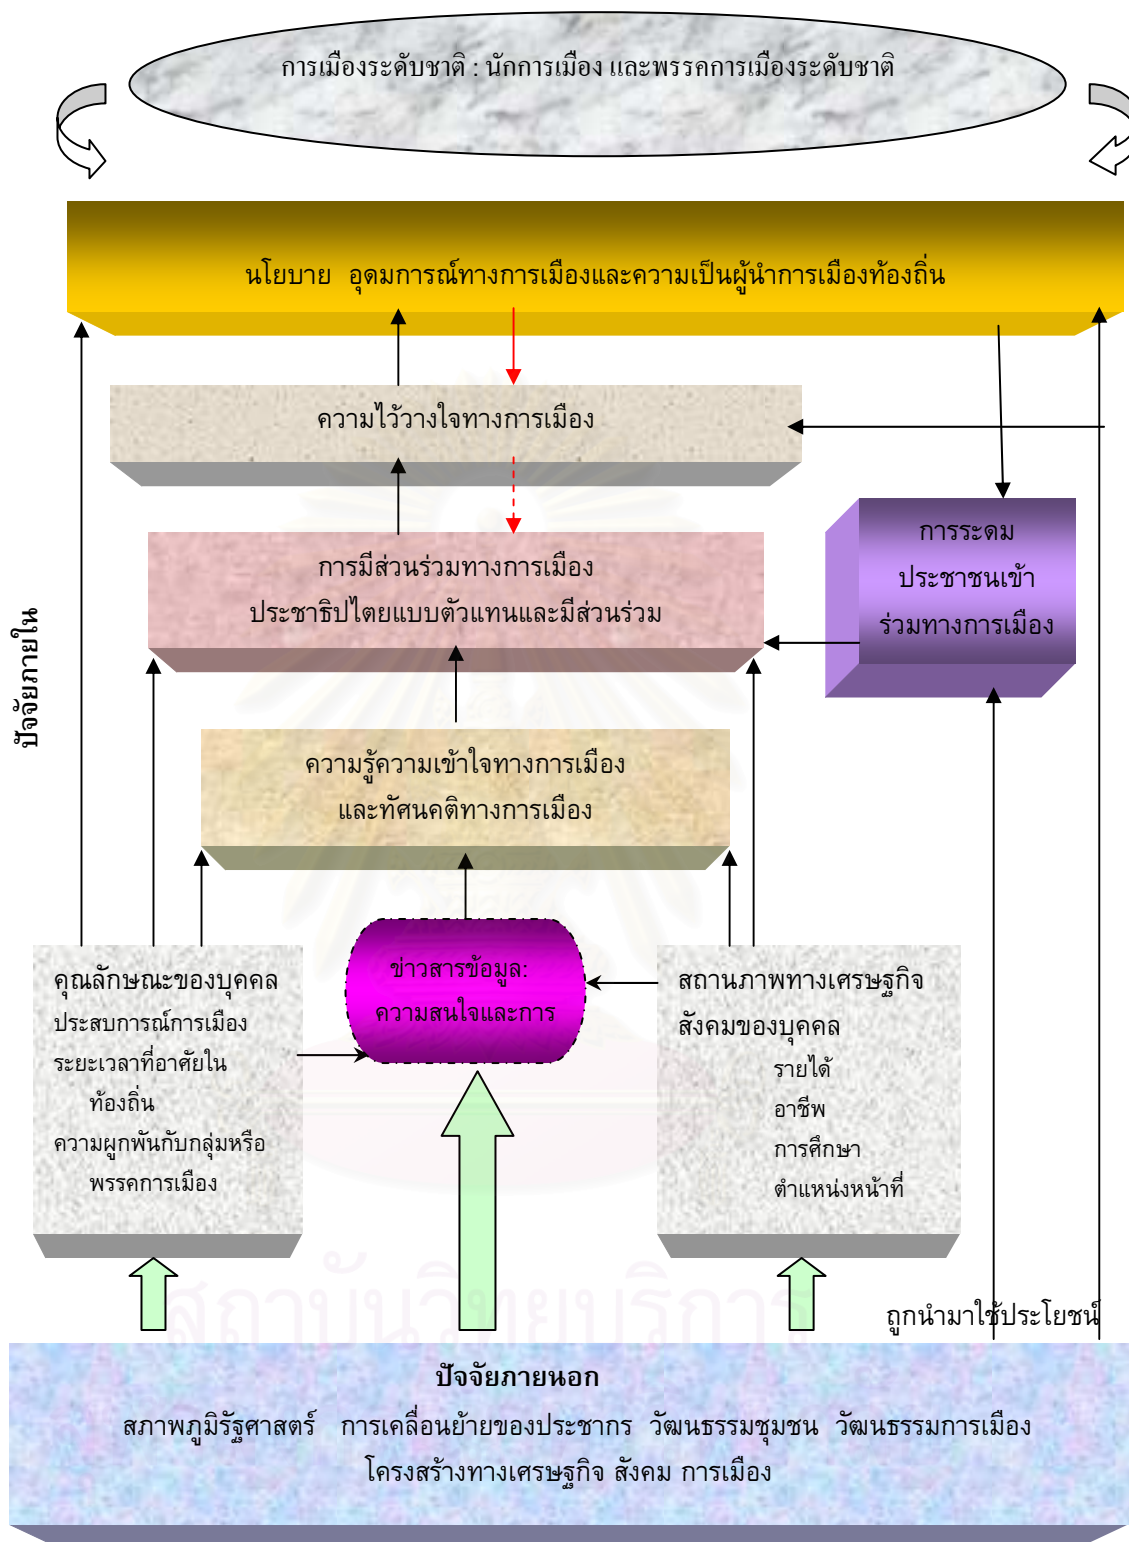 การเมืองระดับชาติ : นักการเมือง และพรรคการเมืองระดับชาติ
นโยบาย อุดมการณ์ทางการเมืองและความเป็นผู้นำการเมืองท้องถิ่น
ความไว้วางใจทางการเมือง
การระดม
ประชาชนเข้า
ร่วมทางการเมือง
การมีส่วนร่วมทางการเมือง
ประชาธิปไตยแบบตัวแทนและมีส่วนร่วม
ปัจจัยภายใน
ความรู้ความเข้าใจทางการเมือง
และทัศนคติทางการเมือง
คุณลักษณะของบุคคล
ประสบการณ์การเมือง
ระยะเวลาที่อาศัยใน
ท้องถิ่น
ความผูกพันกับกลุ่มหรือ
พรรคการเมือง
ข่าวสารข้อมูล:
ความสนใจและการ
สถานภาพทางเศรษฐกิจ
สังคมของบุคคล
รายได้
อาชีพ
การศึกษา
ตำแหน่งหน้าที่
สถาบันวิทยบริการ
ถูกนำมาใช้ประโยชน์
ปัจจัยภายนอก
สภาพภูมิรัฐศาสตร์ การเคลื่อนย้ายของประชากร วัฒนธรรมชุมชน วัฒนธรรมการเมือง
โครงสร้างทางเศรษฐกิจ สังคม การเมือง